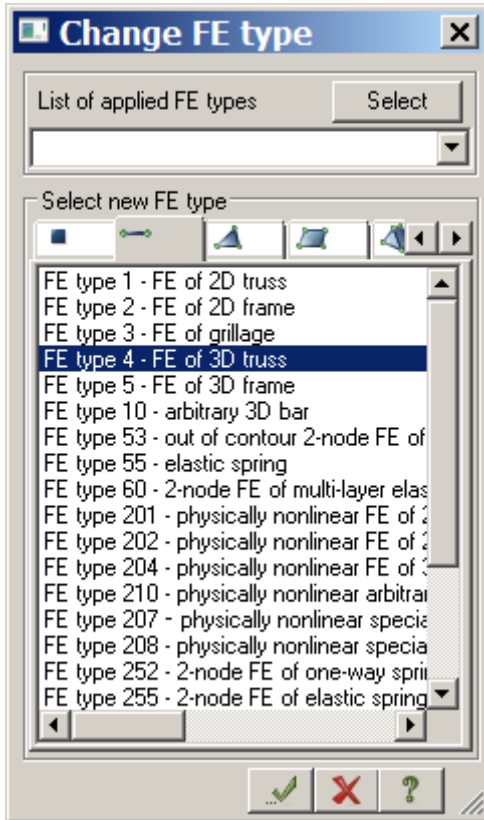 Change FE type
List of applied FE types
Select
Select new FE type
FE type 1 - FE of 2D truss
FE type 2 - FE of 2D frame
FE type 3 - FE of grillage
FE type 4 - FE of 3D truss
FE type 5 - FE of 3D frame
FE type 10 - arbitrary 3D bar
FE type 53 - out of contour 2-node FE of
FE type 55 - elastic spring
FE type 60 - 2-node FE of multi-layer elas
FE type 201 - physically nonlinear FE of 2
FE type 202 - physically nonlinear FE of 2
FE type 204 - physically nonlinear FE of 3
FE type 210 - physically nonlinear arbitrar
FE type 207 - physically nonlinear specia
FE type 208 - physically nonlinear specia
FE type 252 - 2-node FE of one-way sprin
FE type 255 - 2-node FE of elastic spring
?